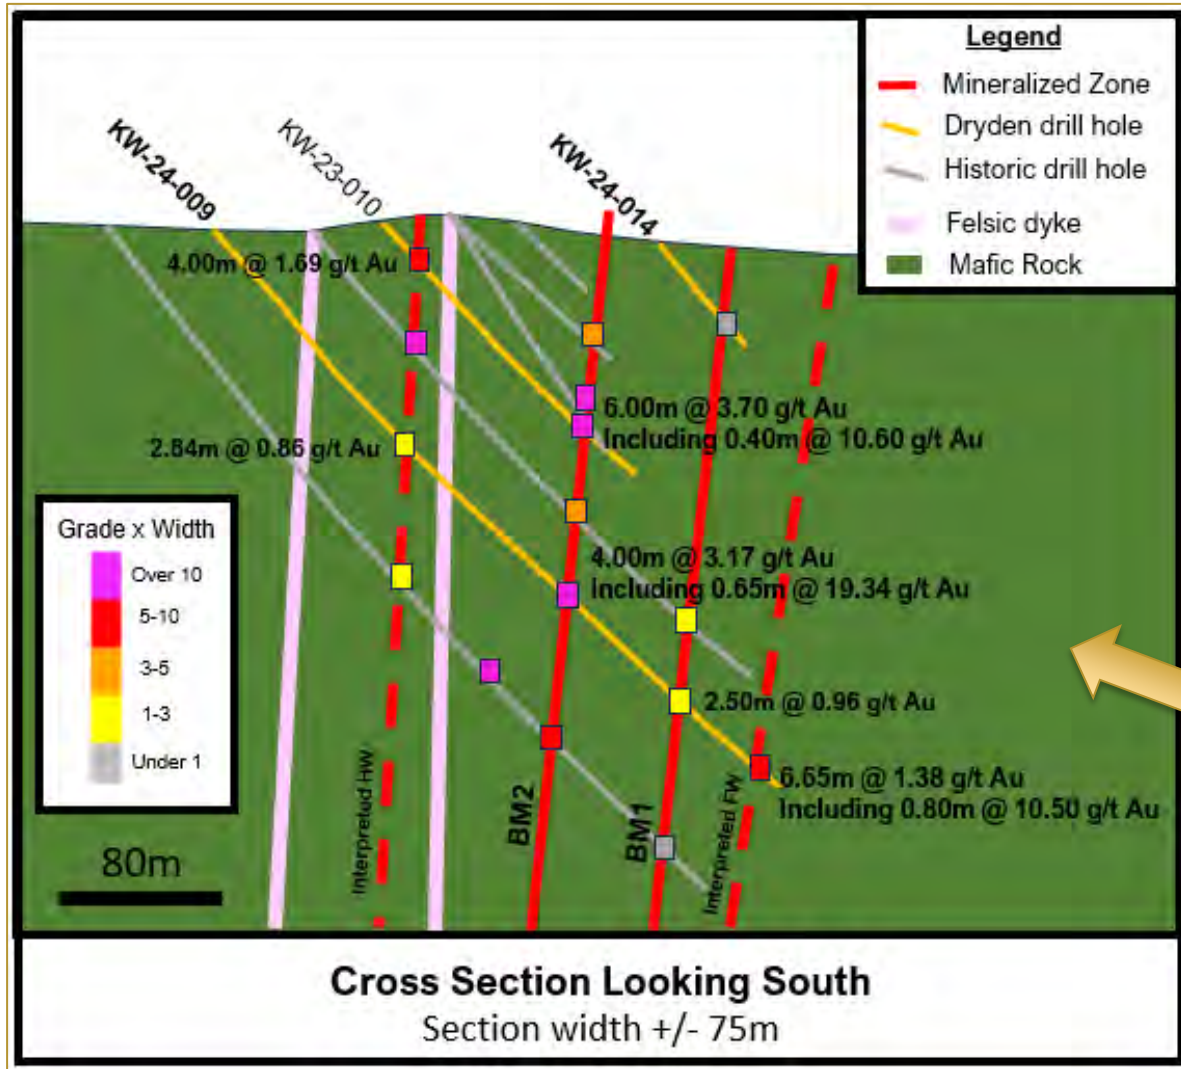 Legend
Mineralized Zone
Dryden drill hole
Historic drill hole
Felsic dyke
Mafic Rock
KW-24-009
KW-23-010
KW-24-014
4.00m @ 1.69 g/t Au
6.00m @ 3.70 g/t Au
Including 0.40m @ 10.60 g/t Au
2.84m @ 0.86 g/t Au
Grade x Width
Over 10
5-10
3-5
1-3
Under 1
4.00m @ 3.17 g/t Au
Including 0.65m @ 19.34 g/t Au
2.50m @ 0.96 g/t Au
6.65m @ 1.38 g/t Au
Including 0.80m @ 10.50 g/t Au
Interpreted HW
BM2
BM1
Interpreted FW
80m
Cross Section Looking South
Section width +/- 75m